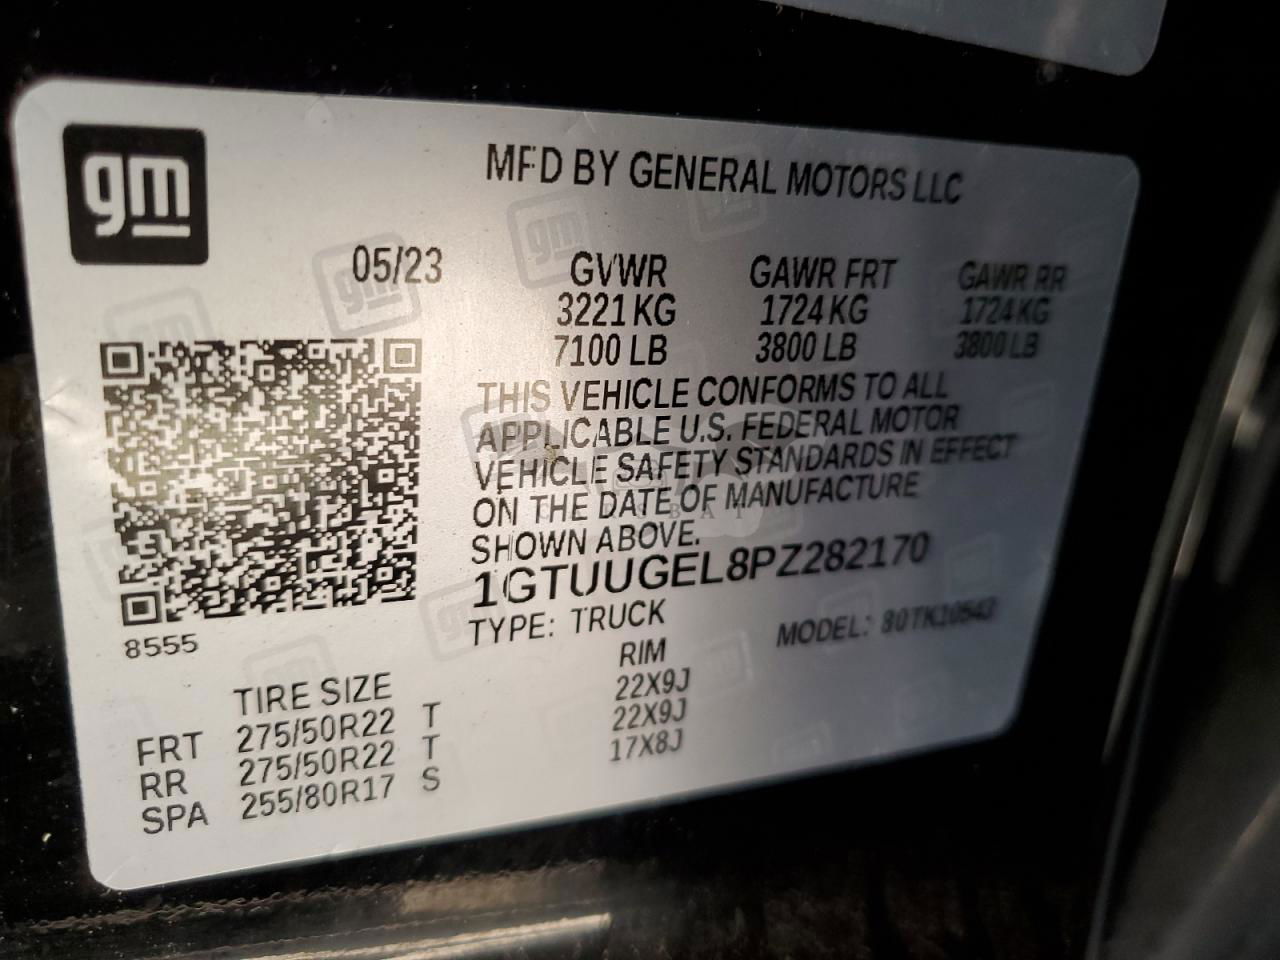 gm
MFD BY GENERAL MOTORS LLC
05/23 GVWR GAWR FRT GAWR RR
3221 KG 1724 KG 1724 KG
7100 LB 3800 LB 3800 LB
THIS VEHICLE CONFORMS TO ALL
APPLICABLE U.S. FEDERAL MOTOR
VEHICLE SAFETY STANDARDS IN EFFECT
ON THE DATE OF MANUFACTURE
SHOWN ABOVE.
1GTUUGEL8PZ282170
8555
TYPE: TRUCK MODEL: 80TK10543
TIRE SIZE RIM
FRT 275/50R22 T 22X9J
RR 275/50R22 T 22X9J
SPA 255/80R17 S 17X8J